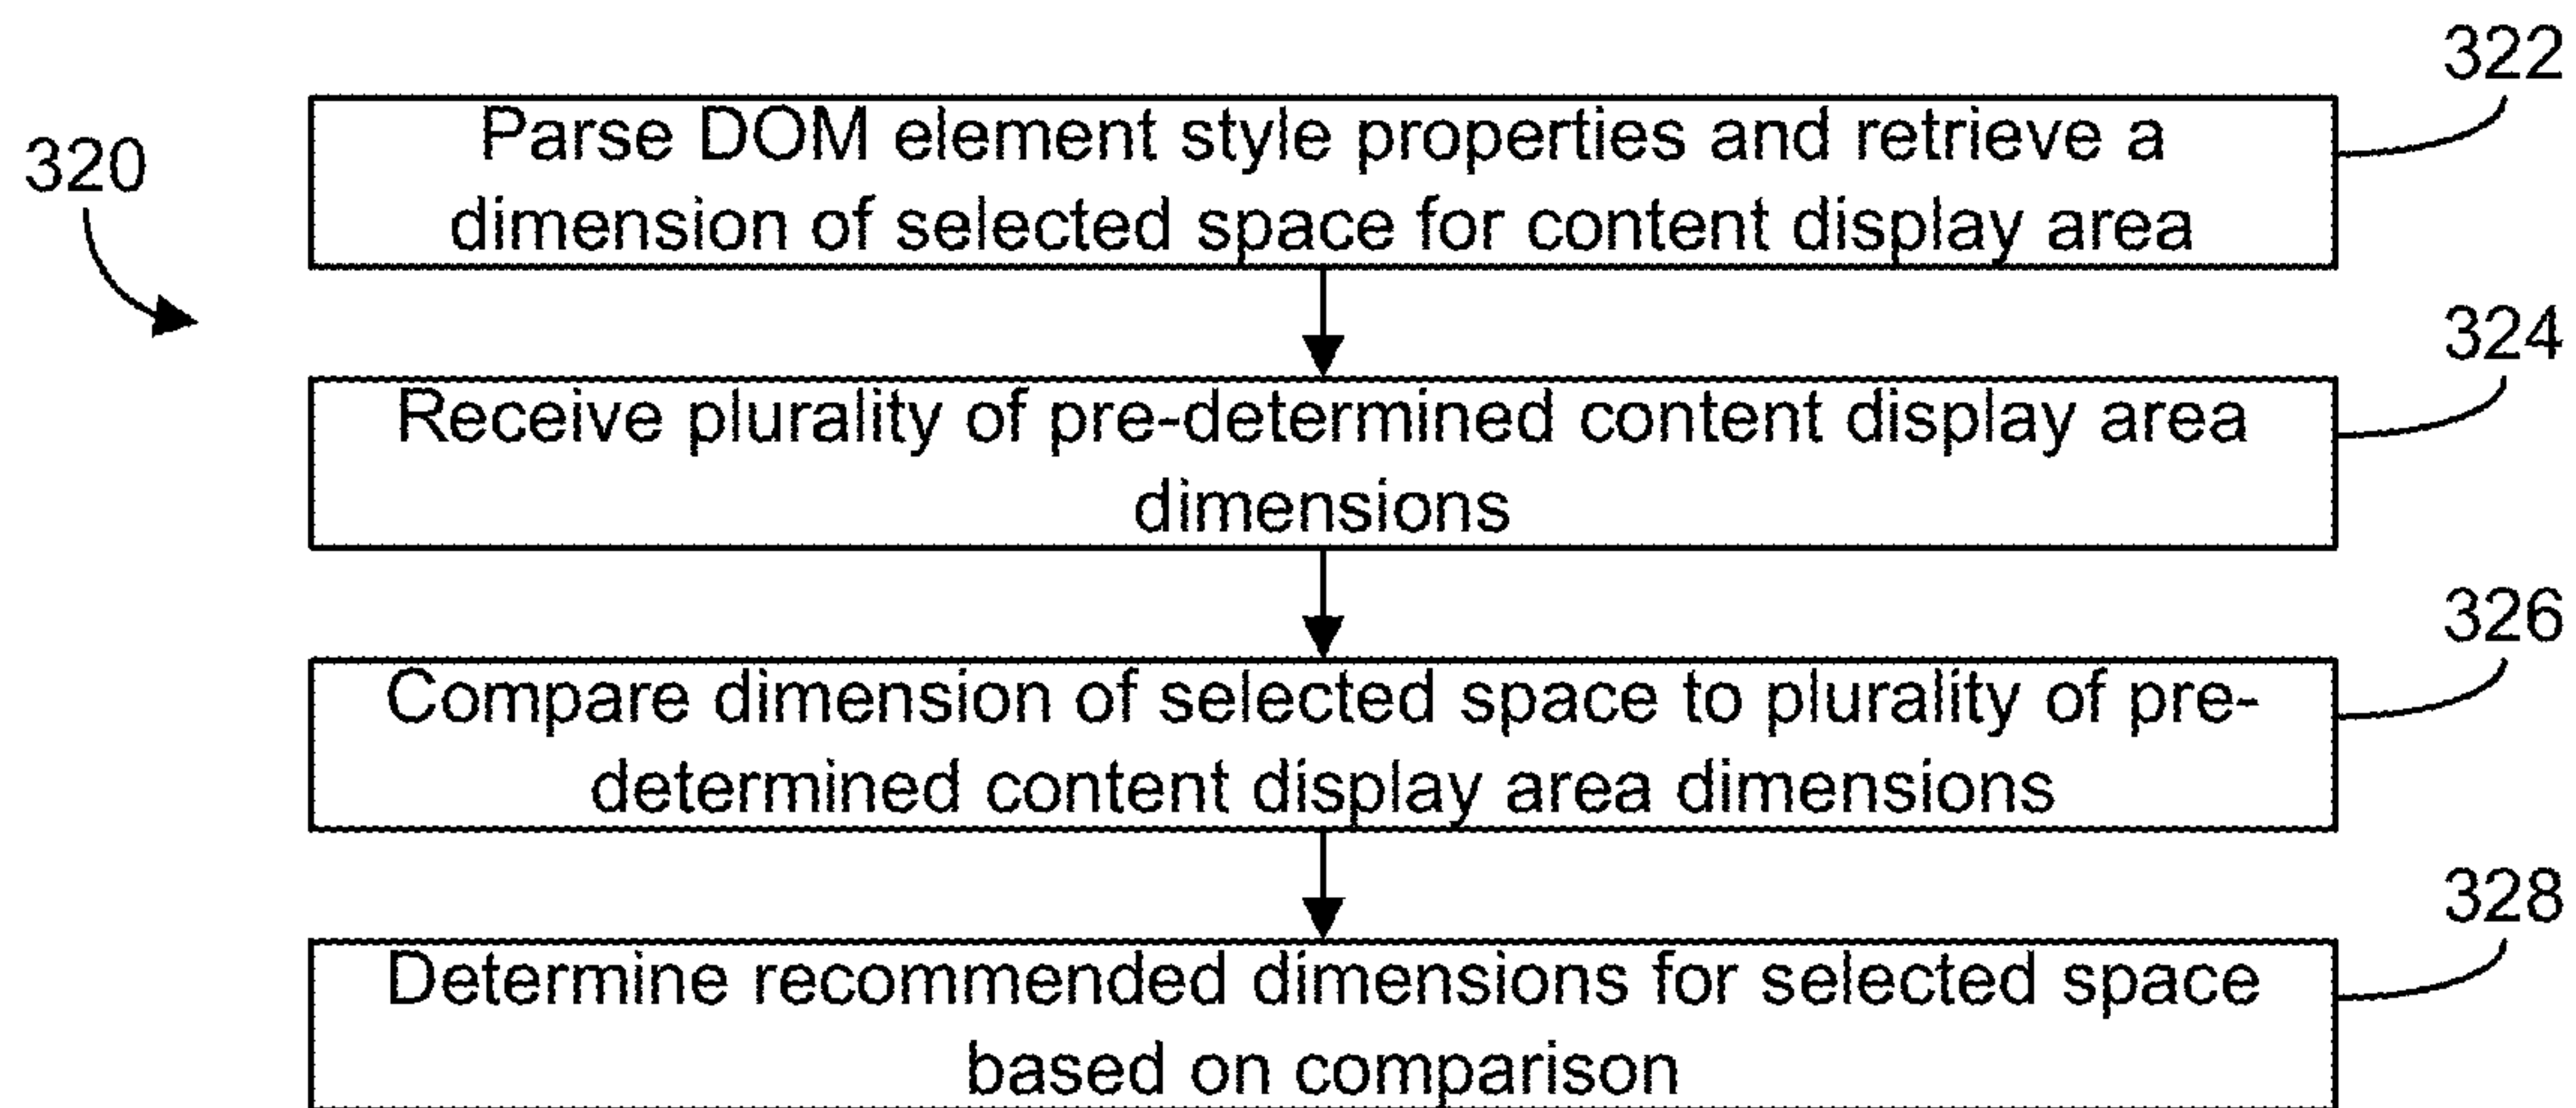 322
320
Parse DOM element style properties and retrieve a
dimension of selected space for content display area
324
Receive plurality of pre-determined content display area
dimensions
326
Compare dimension of selected space to plurality of pre-
determined content display area dimensions
328
Determine recommended dimensions for selected space
based on comparison